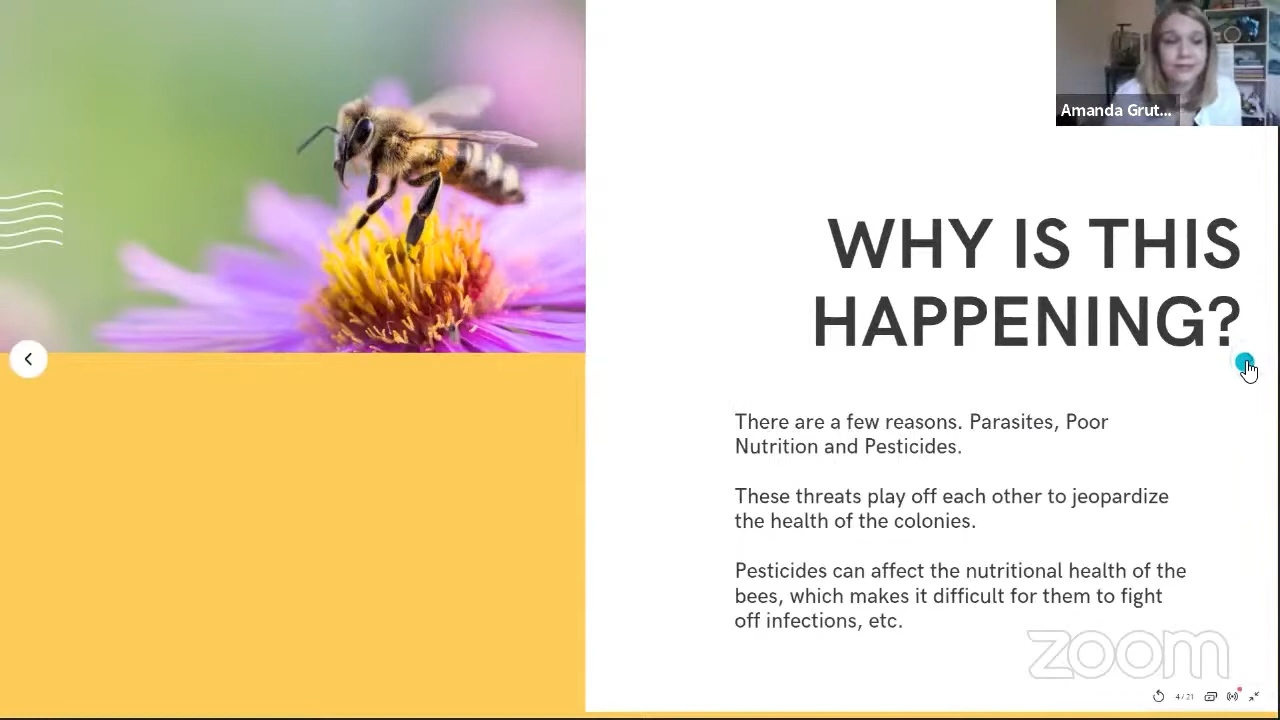 Amanda Grut...
WHY IS THIS
HAPPENING?
There are a few reasons. Parasites, Poor
Nutrition and Pesticides.
These threats play off each other to jeopardize
the health of the colonies.
Pesticides can affect the nutritional health of the
bees, which makes it difficult for them to fight
off infections, etc.
zoom
4/21